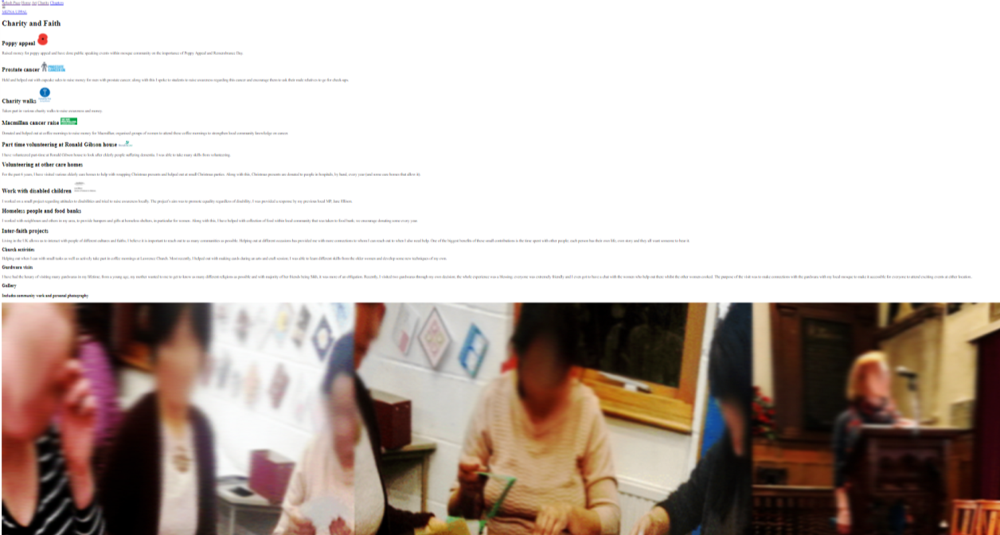 Splash Page Home Art Charity Chapters
Charity and Faith
Poppy appeal
Raised money for poppy appeal and have done public speaking events within mosque community on the importance of Poppy Appeal and Remembrance Day.
Prostate cancer
PROSTATE
Held and helped out with cupcake sales to raise money for men with prostate cancer; along with this I spoke to students to raise awareness regarding this cancer and encourage them to ask their male relatives to go for check-ups.
Charity walks
Taken part in various charity walks to raise awareness and money.
Macmillan cancer raise
Donated and helped out at coffee mornings to raise money for Macmillan, organised groups of women to attend these coffee mornings to strengthen local community knowledge on cancer.
Part time volunteering at Ronald Gibson house
I have volunteered part-time at Ronald Gibson house to look after elderly people suffering dementia. I was able to take many skills from volunteering.
Volunteering at other care homes
For the past 6 years, I have visited various elderly care homes to help with wrapping Christmas presents and helped out at small Christmas parties. Along with this, Christmas presents are donated to people in hospitals, by hand, every year (and some care homes that allow it).
Work with disabled children
I worked on a small project regarding attitudes to disabilities and tried to raise awareness locally. The project's aim was to promote equality regardless of disability; I was provided a response by my previous local MP, Jane Ellison.
Homeless people and food banks
I worked with neighbours and others in my area, to provide hampers and gifts at homeless shelters, in particular for women. Along with this, I have helped with collection of food within local community that was taken to food bank, we encourage donating some every year.
Inter-faith projects
Living in the UK allows us to interact with people of different cultures and faiths, I believe it is important to reach out to as many communities as possible. Helping out at different occasions has provided me with more connections to whom I can reach out to when I also need help. One of the biggest benefits of these small contributions is the time spent with other people; each person has their own life, own story and they all want someone to hear it.
Church activities
Helping out when I can with small tasks as well as actively take part in coffee mornings at Lawrence Church. Most recently, I helped out with making cards during an arts and craft session. I was able to learn different skills from the older women and develop some new techniques of my own.
Gurdwara visits
I have had the luxury of visiting many gurdwaras in my lifetime; from a young age, my mother wanted to me to get to know as many different religions as possible and with majority of her friends being Sikh, it was more of an obligation. Recently, I visited two gurdwaras through my own decision; the whole experience was a blessing; everyone was extremely friendly and I even got to have a chat with the women who help out there whilst the other women cooked. The purpose of the visit was to make connections with the gurdwara with my local mosque to make it accessible for everyone to attend exciting events in either location.
Gallery
Includes community work and personal photography